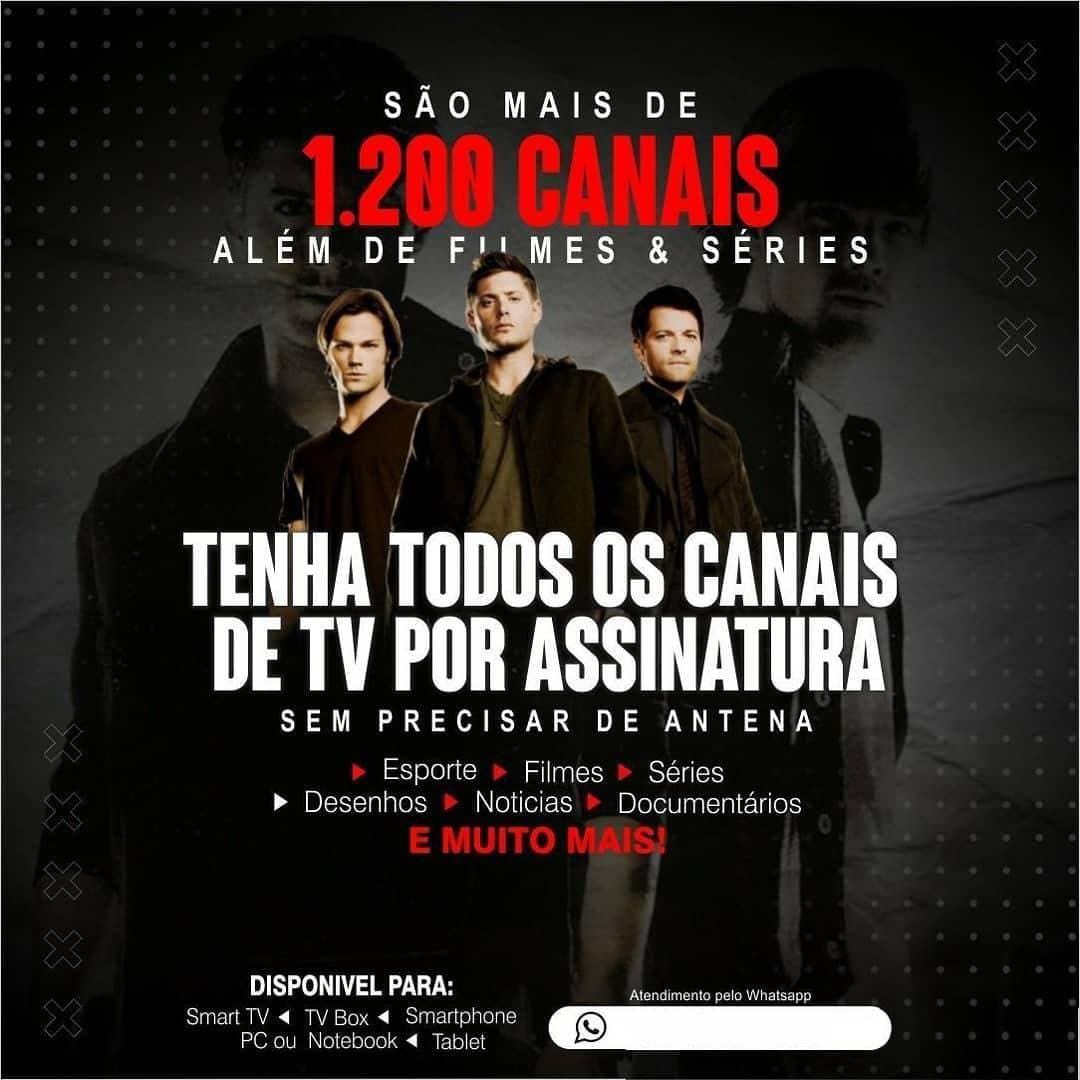 SÃO MAIS DE
1.200 CANAIS
ALÉM DE FILMES & SÉRIES
TENHA TODOS OS CANAIS
DE TV POR ASSINATURA
SEM PRECISAR DE ANTENA
Esporte Filmes Séries
Desenhos Noticias Documentários
E MUITO MAIS!
DISPONIVEL PARA:
Smart TV TV Box Smartphone
PC ou Notebook Tablet
Atendimento pelo Whatsapp